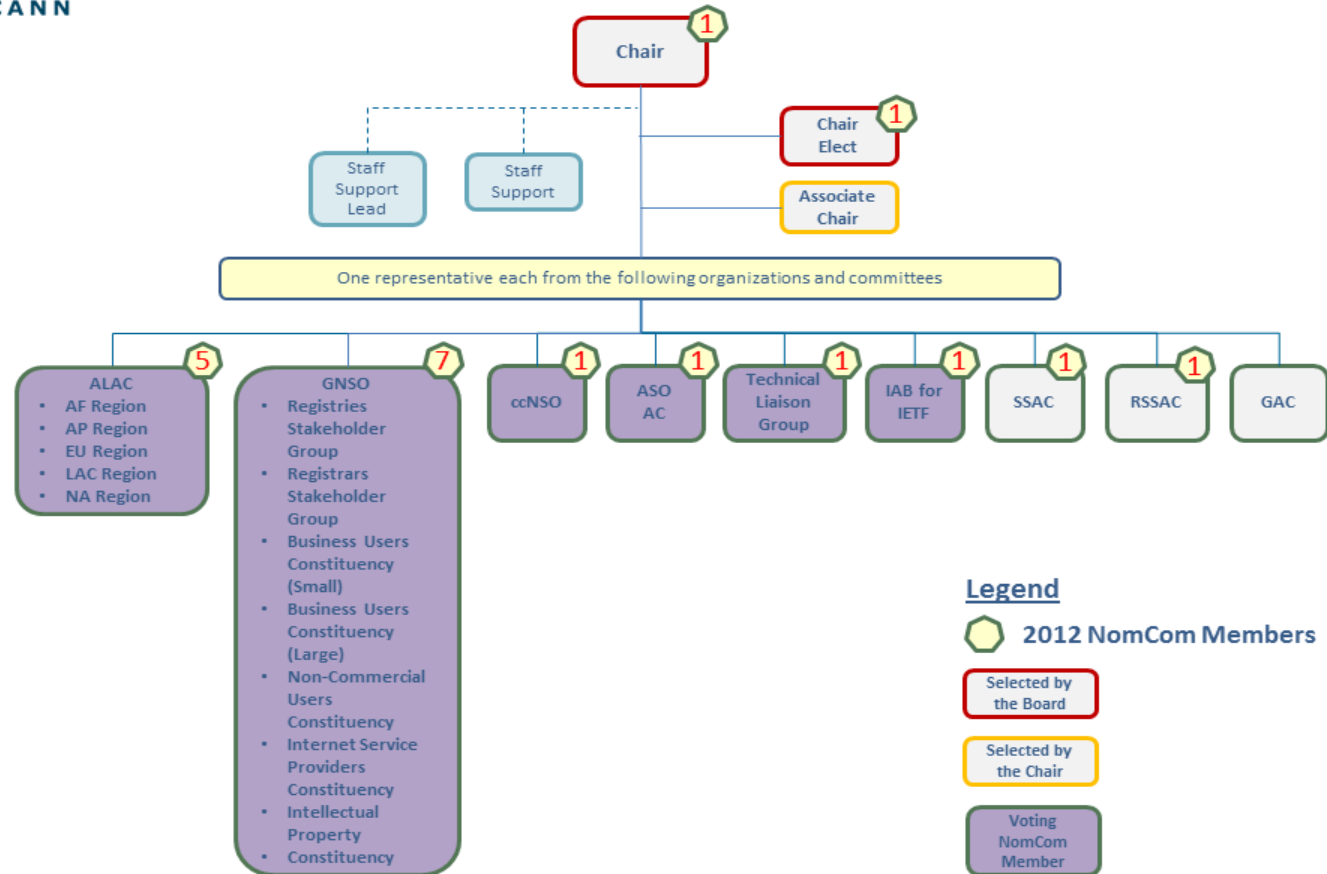 CANN
1
Chair
1
Chair
Elect
Staff
Support
Lead
Staff
Support
Associate
Chair
One representative each from the following organizations and committees
5
ALAC
• AF Region
• AP Region
• EU Region
• LAC Region
• NA Region
7
GNSO
• Registries
Stakeholder
Group
• Registrars
Stakeholder
Group
• Business Users
Constituency
(Small)
• Business Users
Constituency
(Large)
• Non-Commercial
Users
Constituency
• Internet Service
Providers
Constituency
• Intellectual
Property
• Constituency
1
ccNSO
1
ASO
AC
1
Technical
Liaison
Group
1
IAB for
IETF
1
SSAC
1
RSSAC
GAC
Legend
2012 NomCom Members
Selected by
the Board
Selected by
the Chair
Voting
NomCom
Member